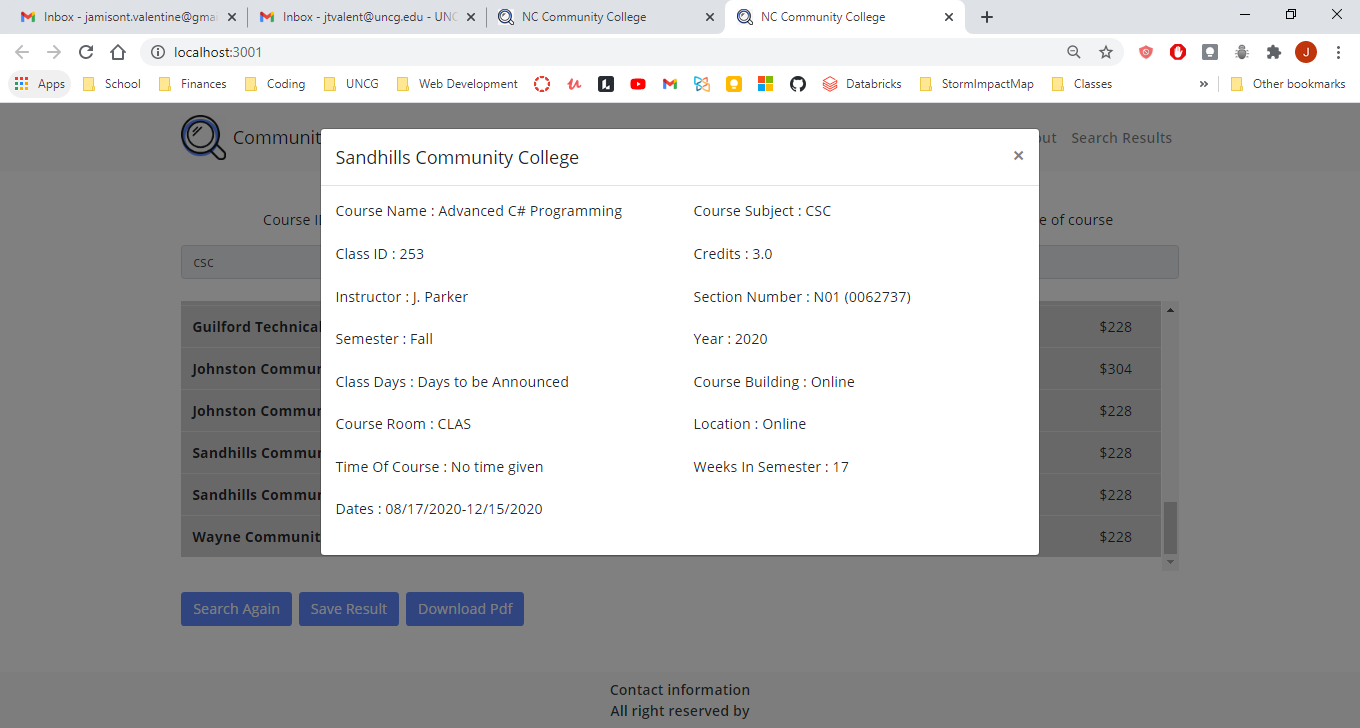 Inbox - jamisont.valentine@gmai
Inbox - jtvalent@uncg.edu - UNC
NC Community College
NC Community College
localhost:3001
J
Apps
School
Finances
Coding
UNCG
Web Development
Databricks
StormImpactMap
Classes
»
Other bookmarks
Communit
out
Search Results
Sandhills Community College
×
Course Name : Advanced C# Programming
Course Subject : CSC
Class ID : 253
Credits : 3.0
Instructor : J. Parker
Section Number : N01 (0062737)
Semester : Fall
Year : 2020
Class Days : Days to be Announced
Course Building : Online
Course Room : CLAS
Location : Online
Time Of Course : No time given
Weeks In Semester : 17
Dates : 08/17/2020-12/15/2020
Course I
e of course
CSC
Guilford Technical
$228
Johnston Commun
$304
Johnston Commun
$228
Sandhills Commun
$228
Sandhills Commun
$228
Wayne Communit
$228
Search Again
Save Result
Download Pdf
Contact information
All right reserved by